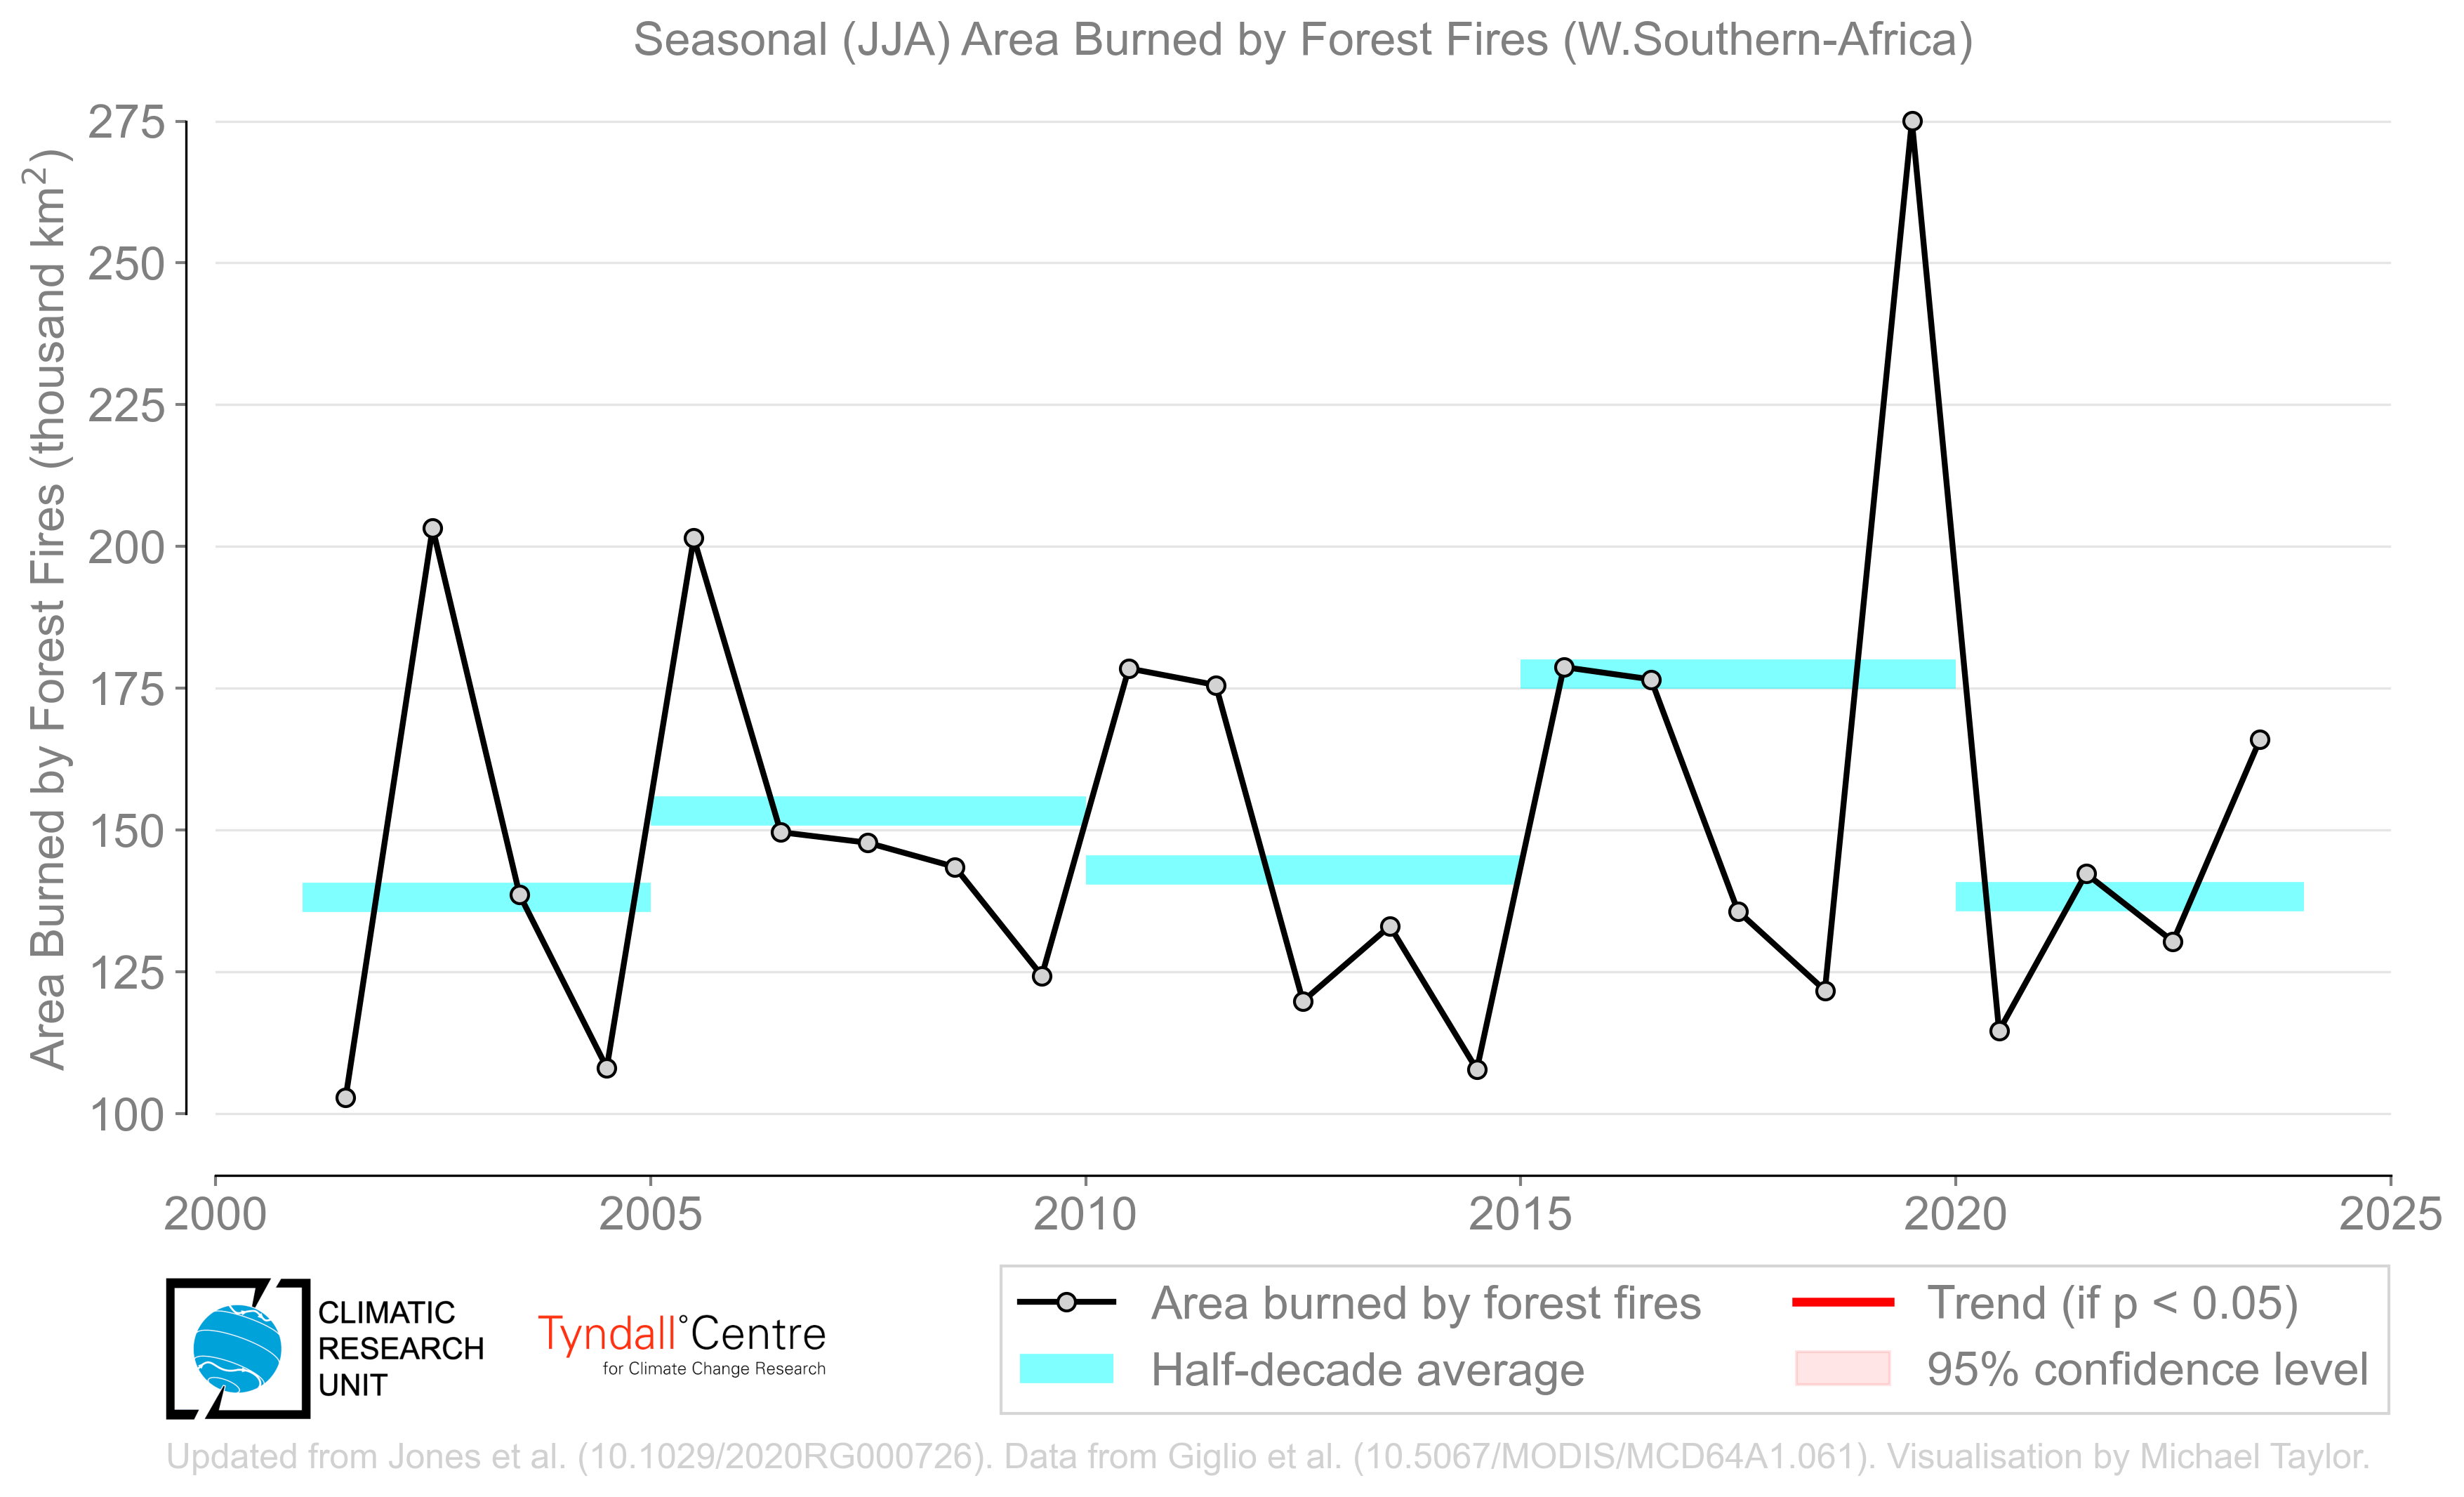 Seasonal (JJA) Area Burned by Forest Fires (W.Southern-Africa)
Area Burned by Forest Fires (thousand km²)
275
250
225
200
175
150
125
100
2000
2005
2010
2015
2020
2025
CLIMATIC
RESEARCH
UNIT
Tyndall°Centre
for Climate Change Research
Area burned by forest fires
Half-decade average
Trend (if p < 0.05)
95% confidence level
Updated from Jones et al. (10.1029/2020RG000726). Data from Giglio et al. (10.5067/MODIS/MCD64A1.061). Visualisation by Michael Taylor.